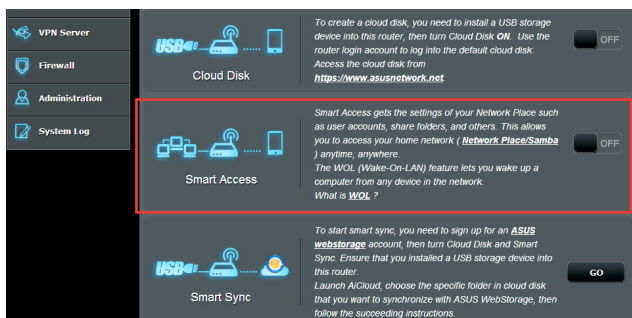 VPN Server
Firewall
Administration
System Log
USB
Cloud Disk
To create a cloud disk, you need to install a USB storage
device into this router, then turn Cloud Disk ON. Use the
router login account to log into the default cloud disk.
Access the cloud disk from
https://www.asusnetwork.net.
OFF
Smart Access
Smart Access gets the settings of your Network Place such
as user accounts, share folders, and others. This allows
you to access your home network ( Network Place/Samba
) anytime, anywhere.
The WOL (Wake-On-LAN) feature lets you wake up a
computer from any device in the network.
What is WOL ?
OFF
USB
Smart Sync
To start smart sync, you need to sign up for an ASUS
webstorage account, then turn Cloud Disk and Smart
Sync. Ensure that you installed a USB storage device into
this router.
Launch AiCloud, choose the specific folder in cloud disk
that you want to synchronize with ASUS WebStorage, then
follow the succeeding instructions.
GO